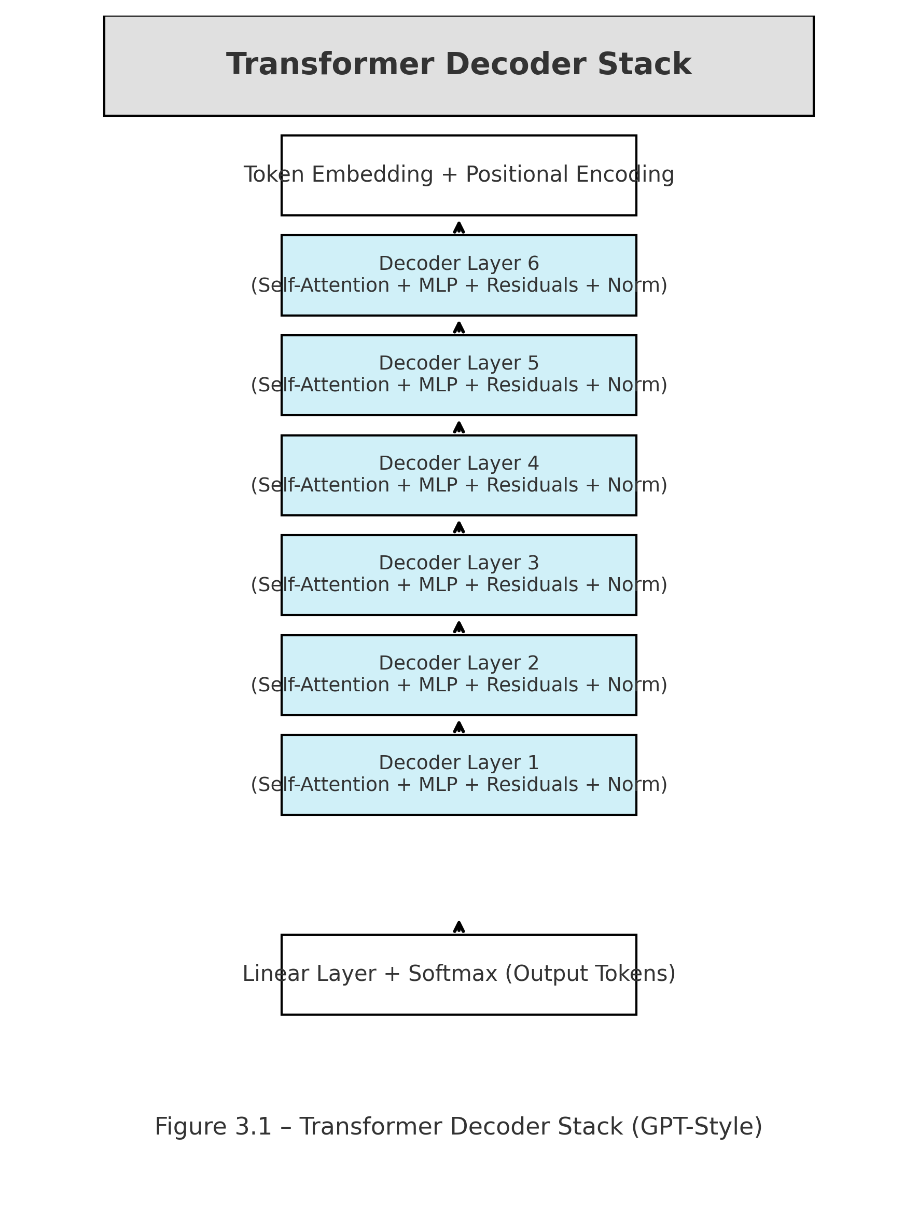 Transformer Decoder Stack
Token Embedding + Positional Encoding
Decoder Layer 6
(Self-Attention + MLP + Residuals + Norm)
Decoder Layer 5
(Self-Attention + MLP + Residuals + Norm)
Decoder Layer 4
(Self-Attention + MLP + Residuals + Norm)
Decoder Layer 3
(Self-Attention + MLP + Residuals + Norm)
Decoder Layer 2
(Self-Attention + MLP + Residuals + Norm)
Decoder Layer 1
(Self-Attention + MLP + Residuals + Norm)
Linear Layer + Softmax (Output Tokens)
Figure 3.1 – Transformer Decoder Stack (GPT-Style)